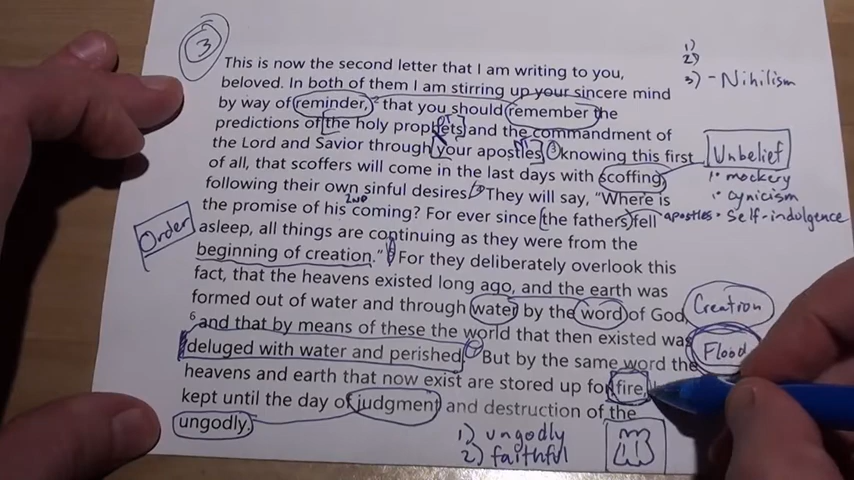 3
This is now the second letter that I am writing to you,
beloved. In both of them I am stirring up your sincere mind
by way of reminder, 2 that you should remember the
predictions of the holy prophets and the commandment of
the Lord and Savior through your apostles, 3 knowing this first
of all, that scoffers will come in the last days with scoffing,
following their own sinful desires. They will say, "Where is
the promise of his 2ND coming? For ever since the fathers fell
asleep, all things are continuing as they were from the
beginning of creation." For they deliberately overlook this
fact, that the heavens existed long ago, and the earth was
formed out of water and through water by the word of God,
6 and that by means of these the world that then existed was
deluged with water and perished. But by the same word the
heavens and earth that now exist are stored up for fire,
kept until the day of judgment and destruction of the
ungodly.
Order
1)
2)
3) - Nihilism
Unbelief
mockery
cynicism
apostles
self-indulgence
Creation
Flood
1) ungodly
2) faithful